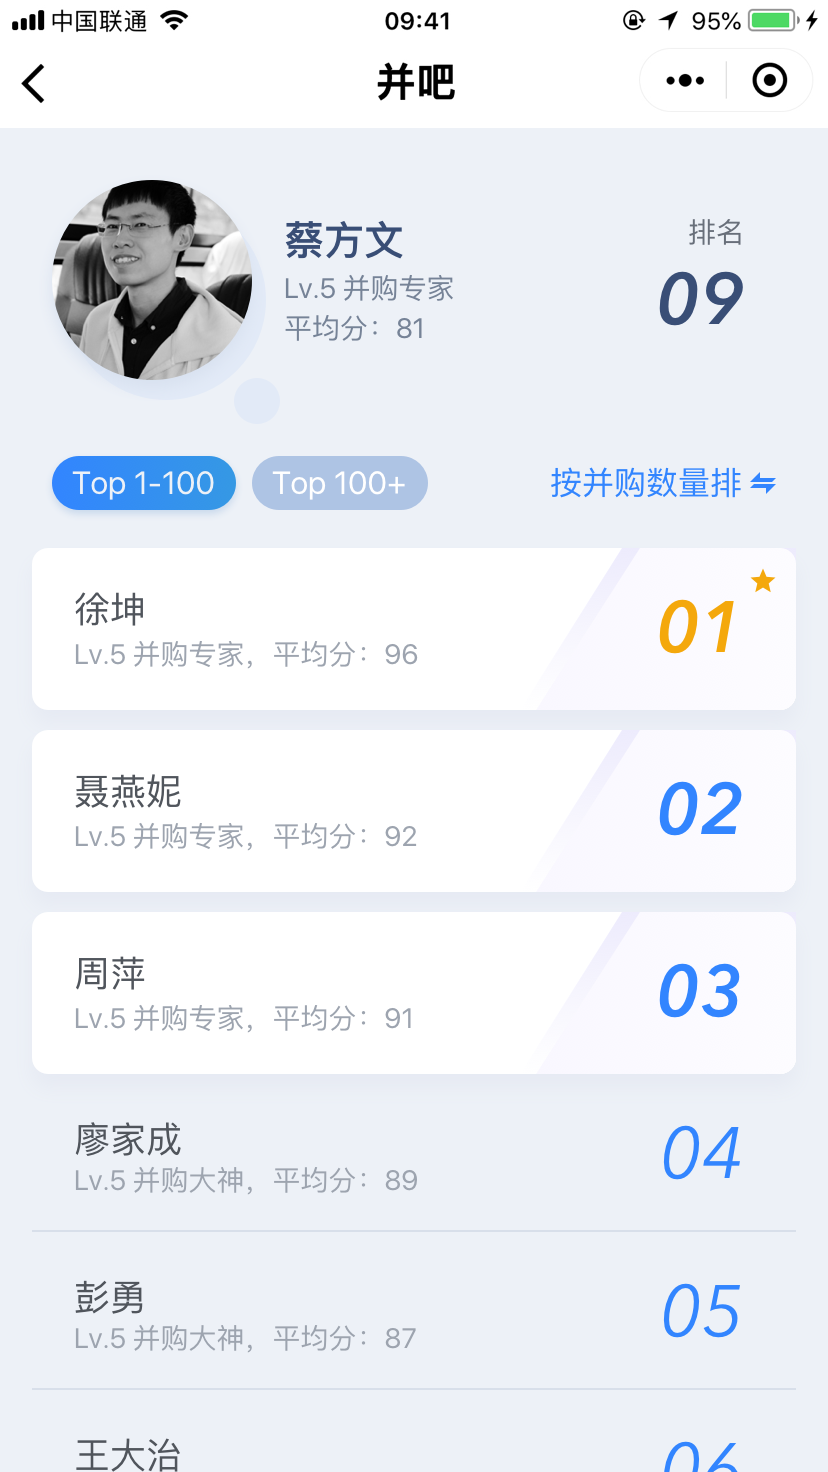 中国联通
09:41
95%
并吧
蔡方文
Lv.5 并购专家
平均分：81
排名
09
Top 1-100
Top 100+
按并购数量排
徐坤
Lv.5 并购专家，平均分：96
01
聂燕妮
Lv.5 并购专家，平均分：92
02
周萍
Lv.5 并购专家，平均分：91
03
廖家成
Lv.5 并购大神，平均分：89
04
彭勇
Lv.5 并购大神，平均分：87
05
王大治
06